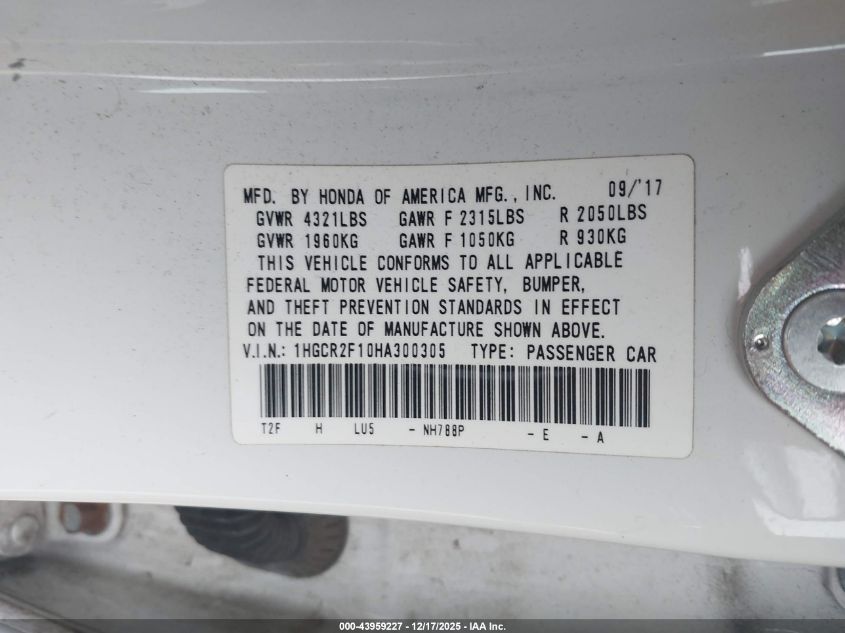 MFD. BY HONDA OF AMERICA MFG., INC. 09/'17
GVWR 4321LBS GAWR F 2315LBS R 2050LBS
GVWR 1960KG GAWR F 1050KG R 930KG
THIS VEHICLE CONFORMS TO ALL APPLICABLE
FEDERAL MOTOR VEHICLE SAFETY, BUMPER,
AND THEFT PREVENTION STANDARDS IN EFFECT
ON THE DATE OF MANUFACTURE SHOWN ABOVE.
V.I.N.: 1HGCR2F10HA300305 TYPE: PASSENGER CAR
T2F H LU5 - NH788P - E - A
000-43959227 - 12/17/2025 - IAA Inc.